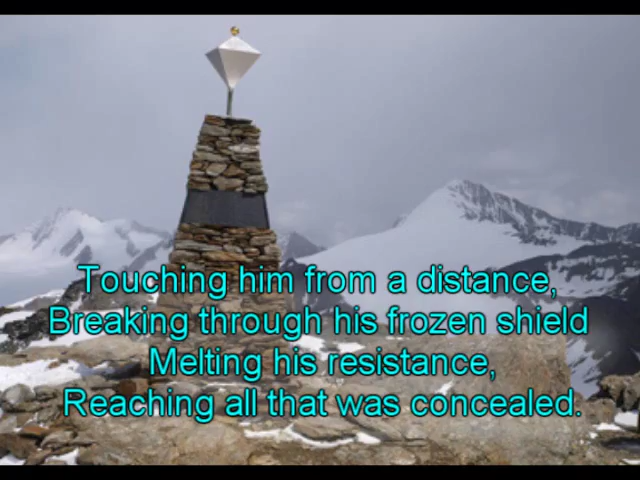 Touching him from a distance,
Breaking through his frozen shield
Melting his resistance,
Reaching all that was concealed.